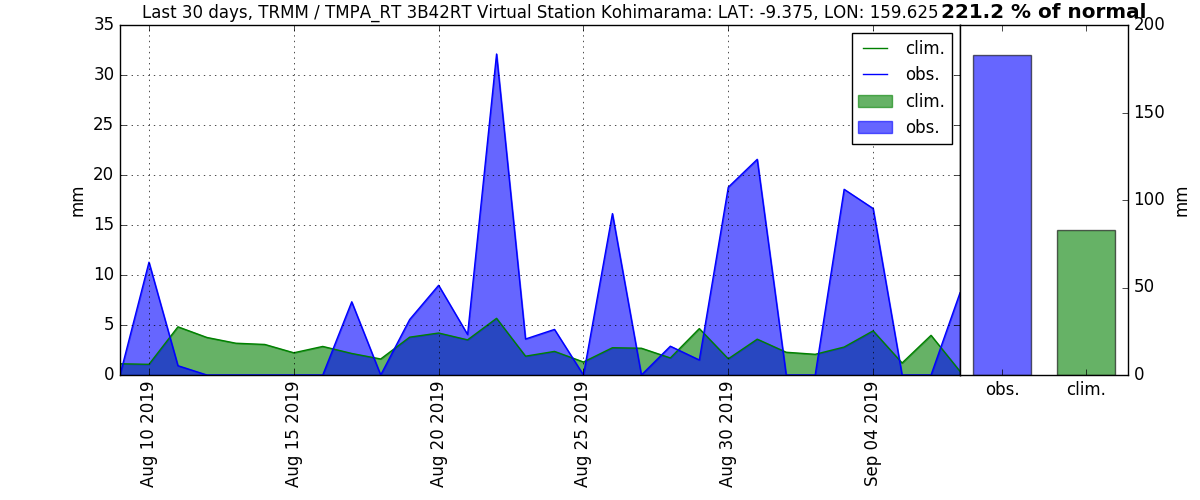 Last 30 days, TRMM / TMPA_RT 3B42RT Virtual Station Kohimarama: LAT: -9.375, LON: 159.625 221.2 % of normal
35
30
25
20
15
10
5
0
mm
clim.
obs.
clim.
obs.
Aug 10 2019
Aug 15 2019
Aug 20 2019
Aug 25 2019
Aug 30 2019
Sep 04 2019
200
150
100
50
0
mm
obs.
clim.